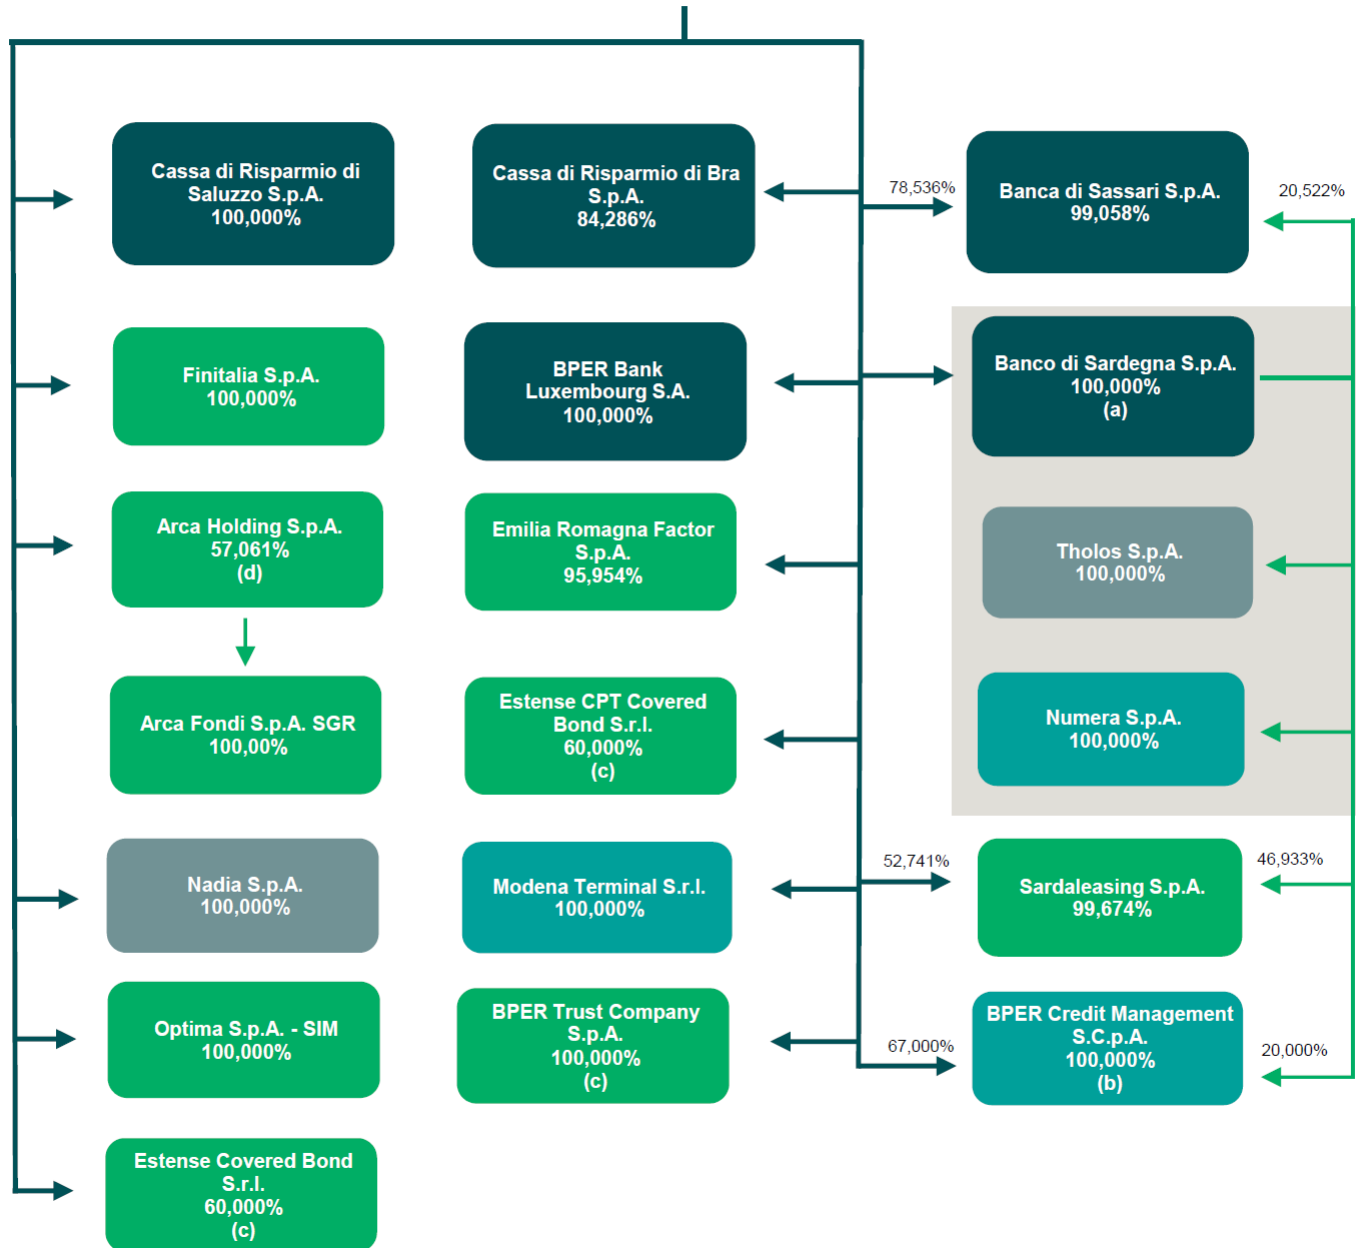 Cassa di Risparmio di
Saluzzo S.p.A.
100,000%
Cassa di Risparmio di Bra
S.p.A.
84,286%
78,536%
Banca di Sassari S.p.A.
99,058%
20,522%
Finitalia S.p.A.
100,000%
BPER Bank
Luxembourg S.A.
100,000%
Banco di Sardegna S.p.A.
100,000%
(a)
Arca Holding S.p.A.
57,061%
(d)
Emilia Romagna Factor
S.p.A.
95,954%
Tholos S.p.A.
100,000%
Arca Fondi S.p.A. SGR
100,00%
Estense CPT Covered
Bond S.r.l.
60,000%
(c)
Numera S.p.A.
100,000%
Nadia S.p.A.
100,000%
Modena Terminal S.r.l.
100,000%
52,741%
Sardaleasing S.p.A.
99,674%
46,933%
Optima S.p.A. - SIM
100,000%
BPER Trust Company
S.p.A.
100,000%
(c)
67,000%
BPER Credit Management
S.C.p.A.
100,000%
(b)
20,000%
Estense Covered Bond
S.r.l.
60,000%
(c)